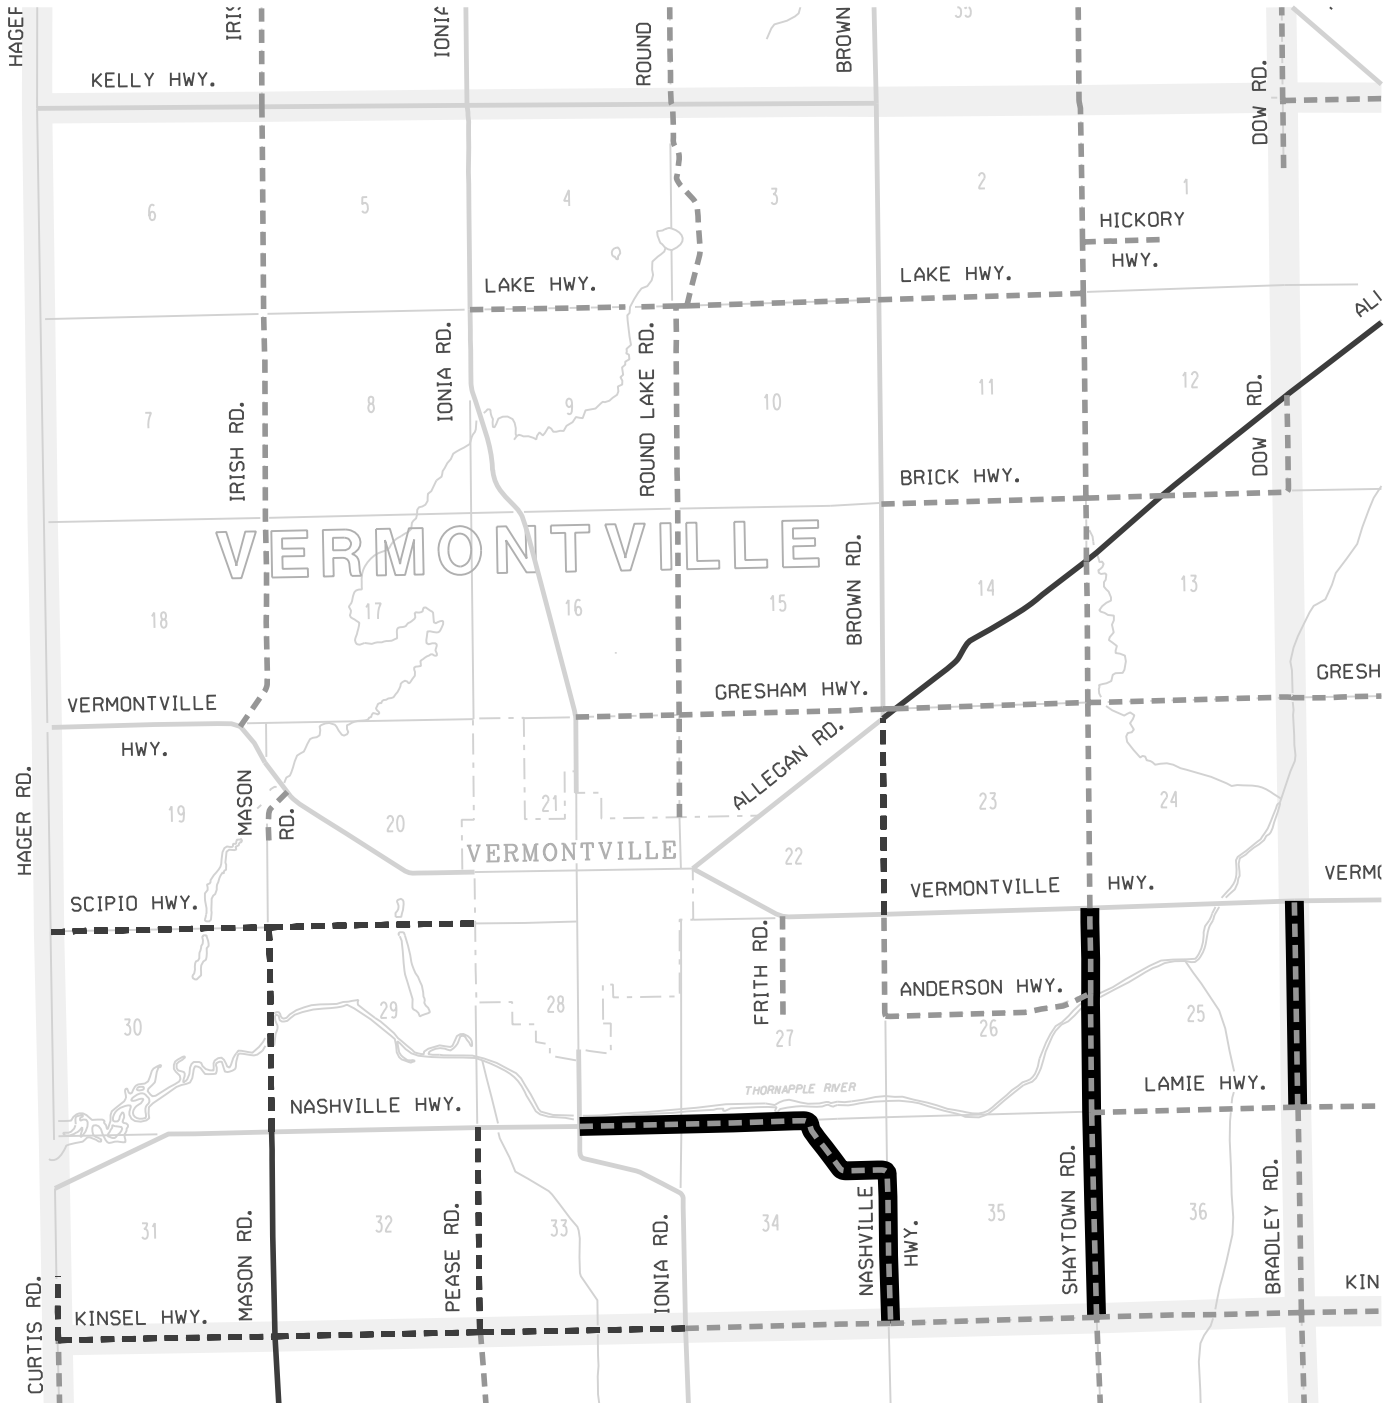 HAGER
IRIS
IONIA
ROUND
BROWN
35
DOW RD.
KELLY HWY.
6
5
4
3
2
1
HICKORY
HWY.
LAKE HWY.
LAKE HWY.
ALI
IONIA RD.
ROUND LAKE RD.
7
8
9
10
11
12
DOW RD.
IRISH RD.
BRICK HWY.
VERMONTVILLE
BROWN RD.
18
17
16
15
14
13
VERMONTVILLE
HWY.
GRESHAM HWY.
GRESH
ALLEGAN RD.
HAGER RD.
MASON
RD.
19
20
21
22
23
24
VERMONTVILLE
VERMONTVILLE HWY.
VERMO
SCIPIO HWY.
FRITH RD.
ANDERSON HWY.
30
29
28
27
26
25
THORNAPPLE RIVER
LAMIE HWY.
NASHVILLE HWY.
31
32
33
34
35
36
MASON RD.
PEASE RD.
IONIA RD.
NASHVILLE
HWY.
SHAYTOWN RD.
BRADLEY RD.
KIN
CURTIS RD.
KINSEL HWY.